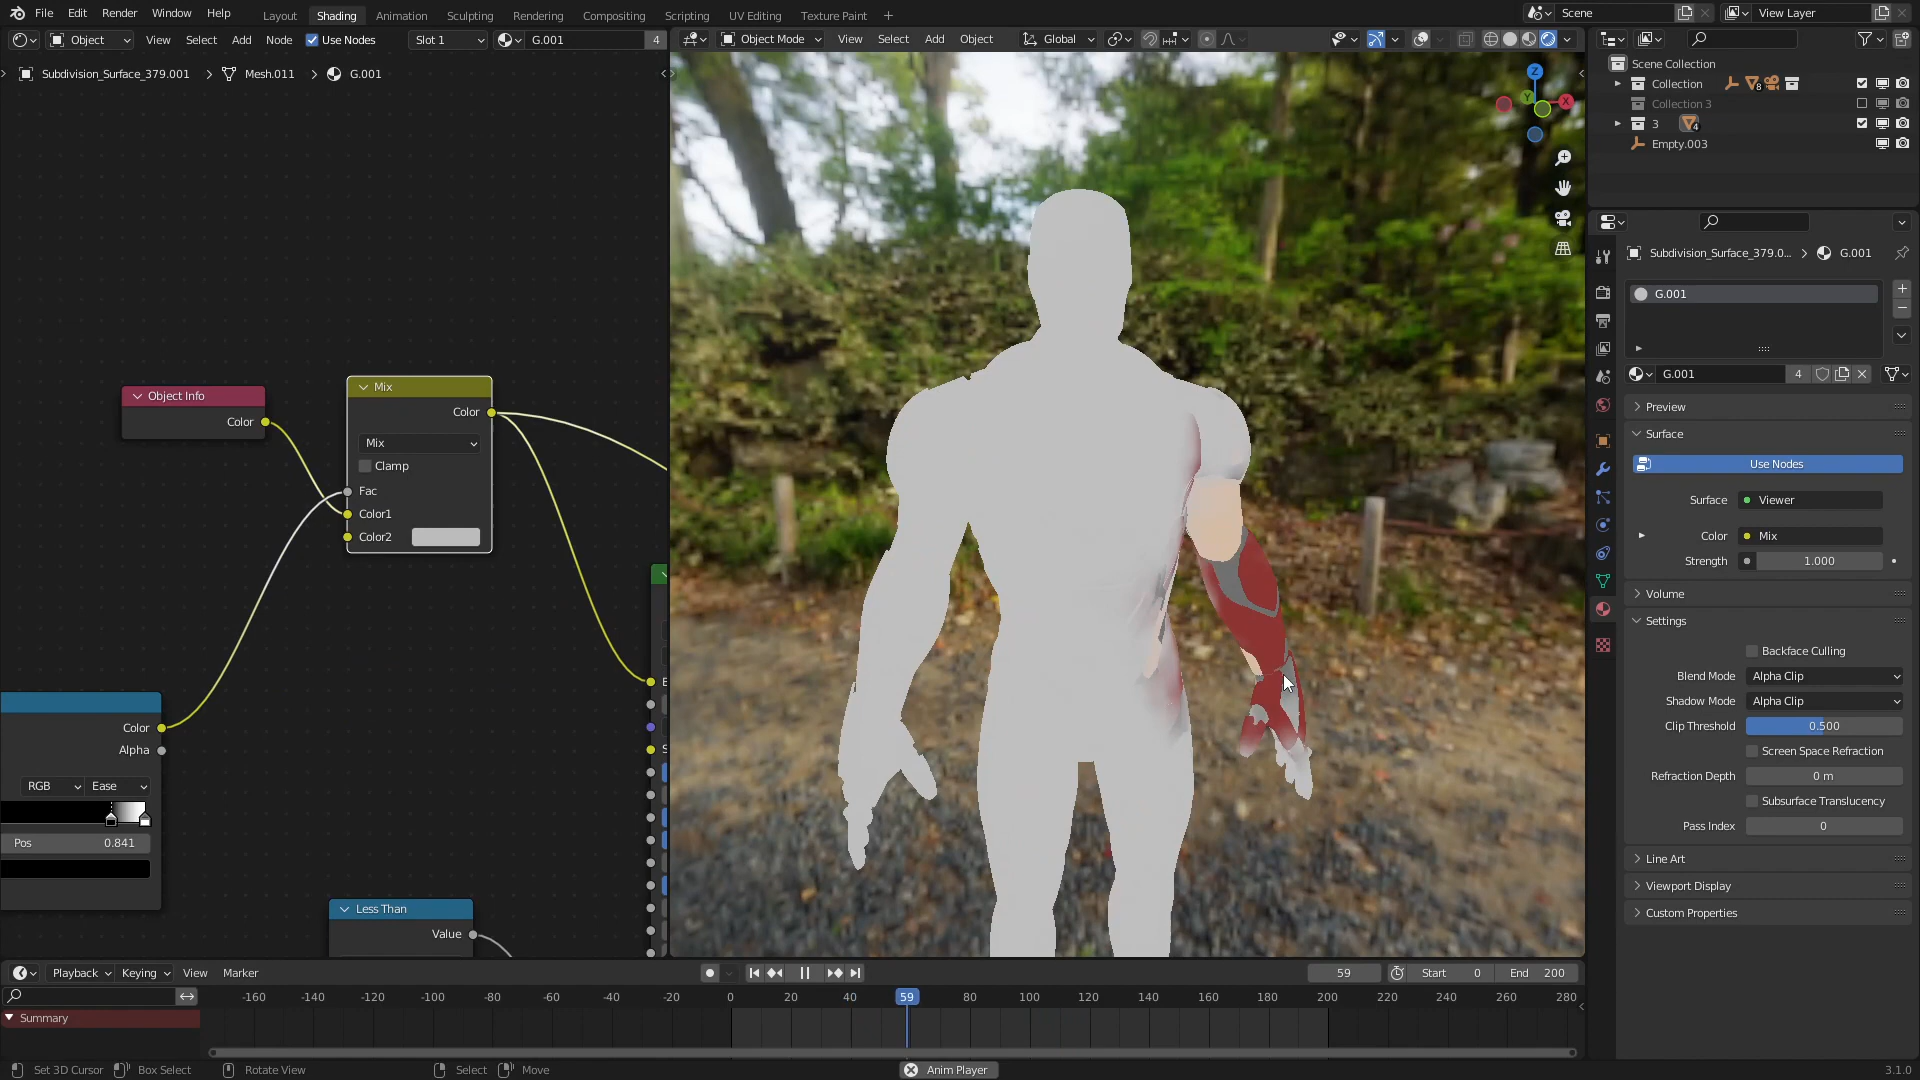 File Edit Render Window Help
Layout Shading Animation Sculpting Rendering Compositing Scripting UV Editing Texture Paint +
Scene View Layer
Object View Select Add Node Use Nodes Slot 1 G.001 4
Object Mode View Select Add Object Global
Subdivision_Surface_379.001 > Mesh.011 > G.001
Z
Y
X
Scene Collection
Collection 8
Collection 3
3 4
Empty.003
Subdivision_Surface_379.0... > G.001
G.001
G.001 4
Preview
Surface
Use Nodes
Surface Viewer
Color Mix
Strength 1.000
Volume
Settings
Backface Culling
Blend Mode Alpha Clip
Shadow Mode Alpha Clip
Clip Threshold 0.500
Screen Space Refraction
Refraction Depth 0 m
Subsurface Translucency
Pass Index 0
Line Art
Viewport Display
Custom Properties
Object Info
Color
Mix
Color
Mix
Clamp
Fac
Color1
Color2
Color
Alpha
RGB Ease
Pos 0.841
Less Than
Value
Playback Keying View Marker
59 Start 0 End 200
-160 -140 -120 -100 -80 -60 -40 -20 0 20 40 59 80 100 120 140 160 180 200 220 240 260 280
Summary
Set 3D Cursor Box Select Rotate View Select Move Anim Player 3.1.0